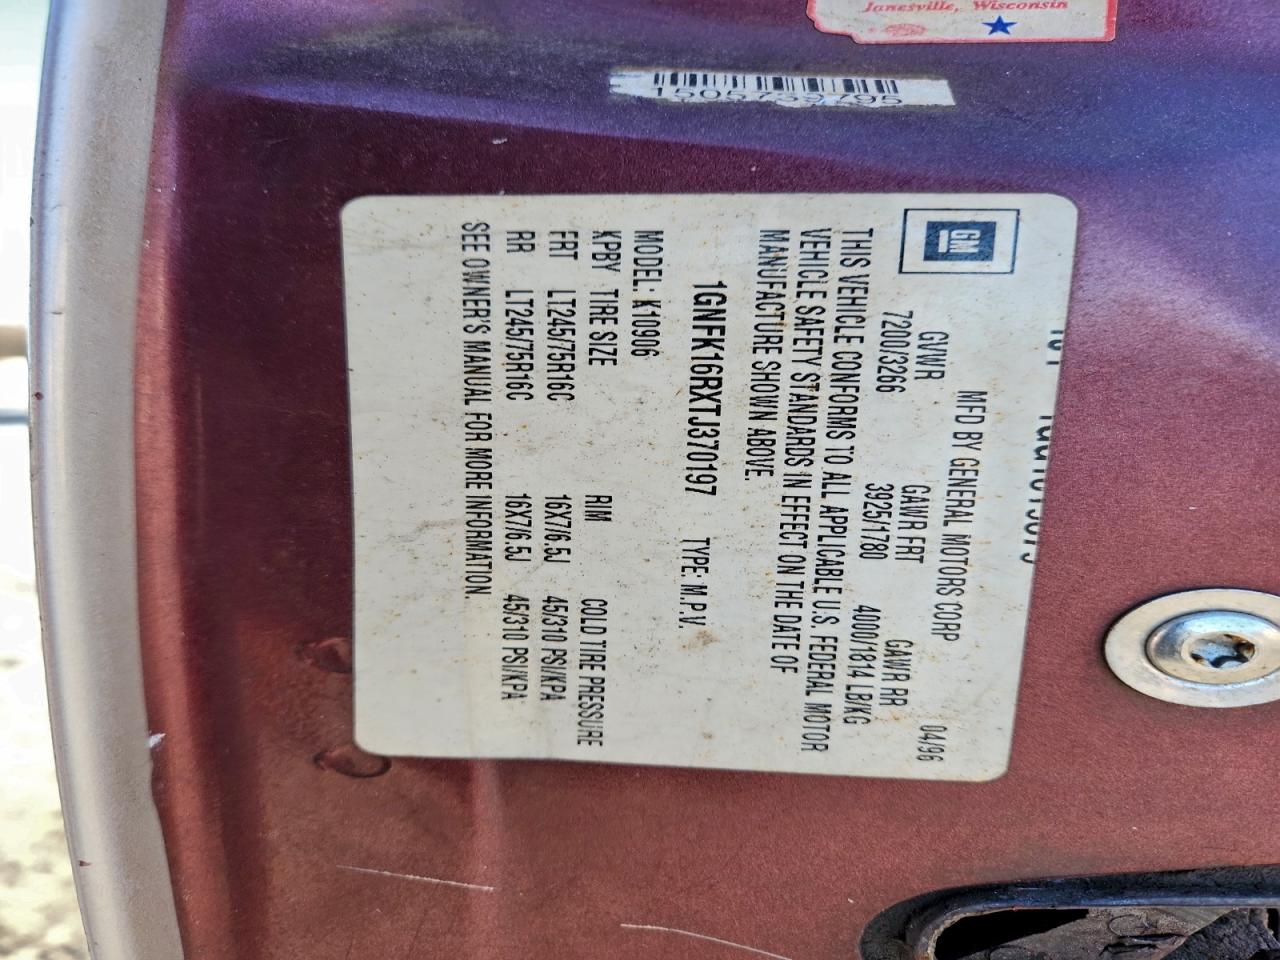 Janesville, Wisconsin
1505739795
GM
MFD BY GENERAL MOTORS CORP 04/96
GVWR GAWR FRT GAWR RR
7200/3266 3925/1780 4000/1814 LB/KG
THIS VEHICLE CONFORMS TO ALL APPLICABLE U.S. FEDERAL MOTOR
VEHICLE SAFETY STANDARDS IN EFFECT ON THE DATE OF
MANUFACTURE SHOWN ABOVE.
1GNFK16RXTJ370197 TYPE: M.P.V.
MODEL: K10906
XPBY TIRE SIZE RIM COLD TIRE PRESSURE
FRT LT245/75R16C 16X7/6.5J 45/310 PSI/KPA
RR LT245/75R16C 16X7/6.5J 45/310 PSI/KPA
SEE OWNER'S MANUAL FOR MORE INFORMATION.